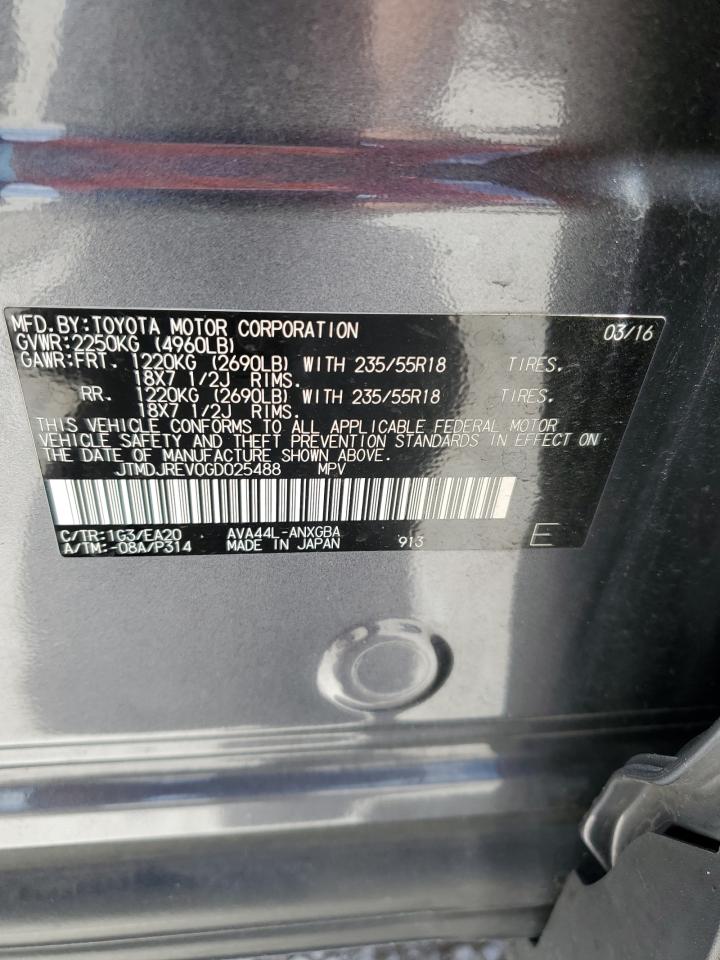 MFD.BY:TOYOTA MOTOR CORPORATION 03/16
GVWR:2250KG (4960LB)
GAWR:FRT. 1220KG (2690LB) WITH 235/55R18 TIRES.
18X7 1/2J RIMS.
RR. 1220KG (2690LB) WITH 235/55R18 TIRES.
18X7 1/2J RIMS.
THIS VEHICLE CONFORMS TO ALL APPLICABLE FEDERAL MOTOR
VEHICLE SAFETY AND THEFT PREVENTION STANDARDS IN EFFECT ON
THE DATE OF MANUFACTURE SHOWN ABOVE.
JTMDJREV0GD025488 MPV
C/TR:1G3/EA20 AVA44L-ANXGBA
A/TM:-08A/P314 MADE IN JAPAN 913 E